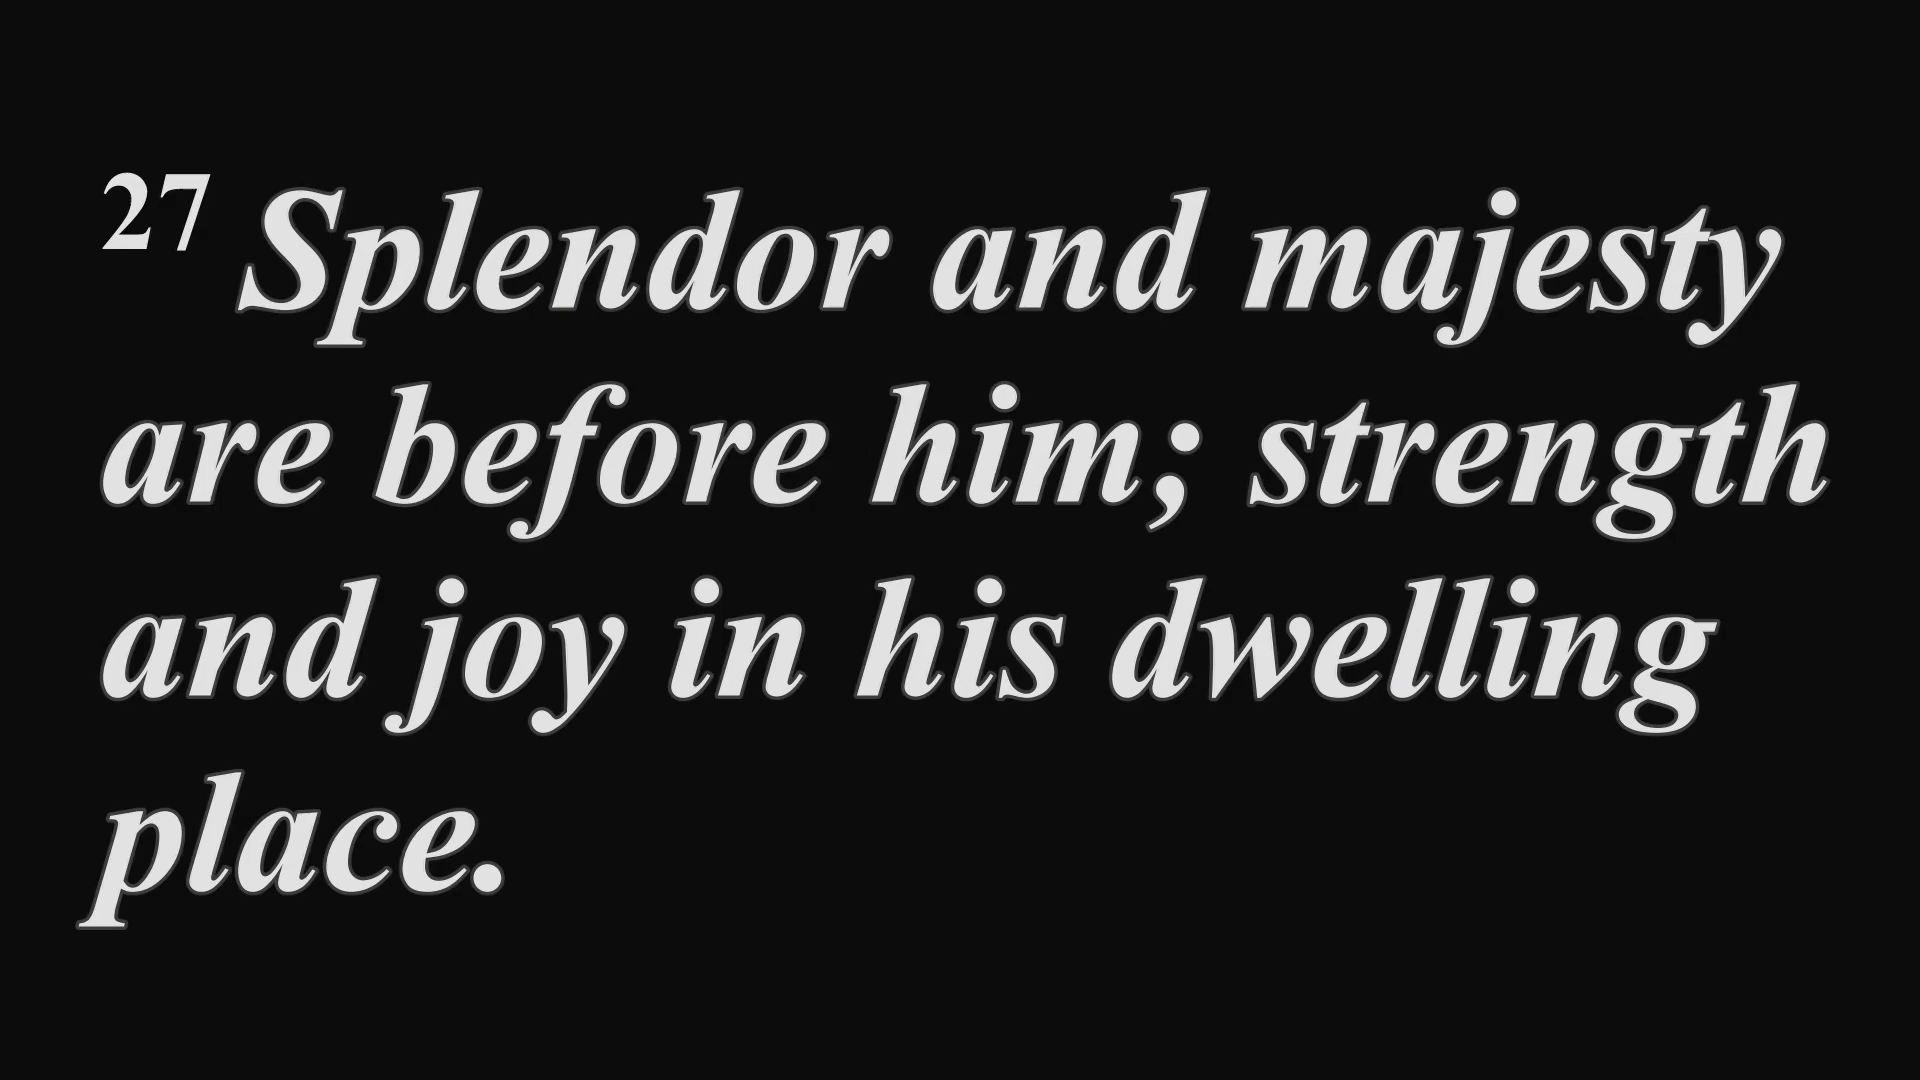 27 Splendor and majesty
are before him; strength
and joy in his dwelling
place.